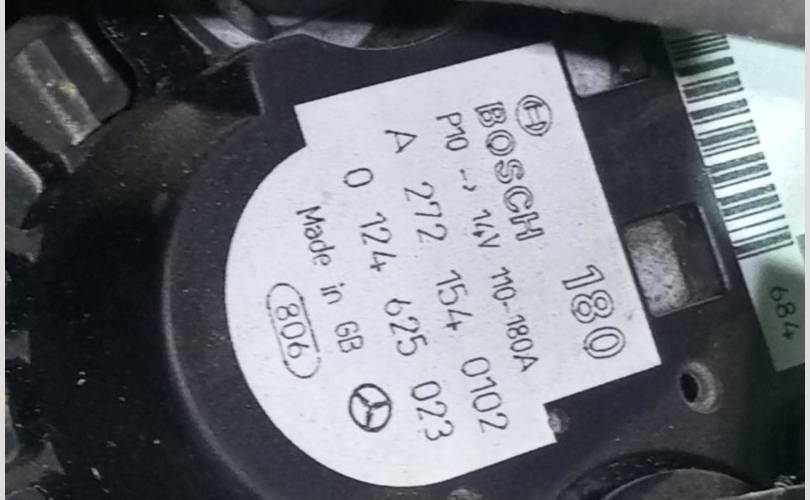 BOSCH 180
P10 -> 14V 110-180A
A 272 154 0102
0 124 625 023
Made in GB
806
684